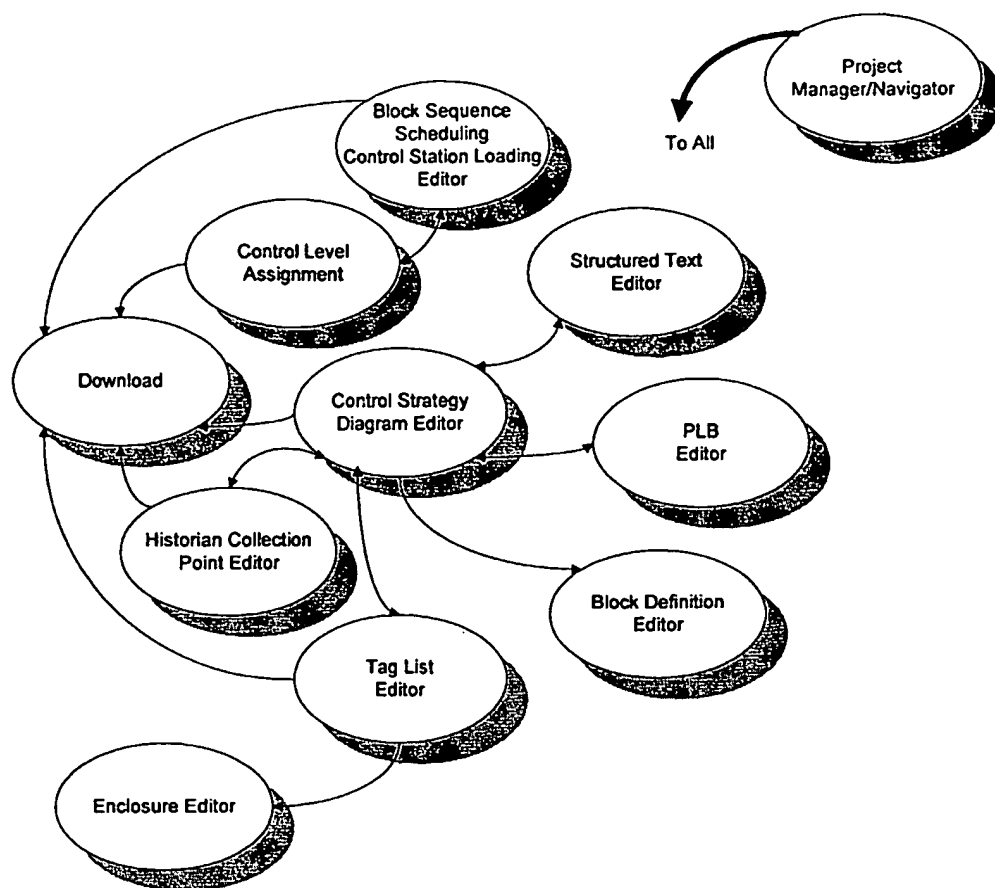 Project
Manager/Navigator
To All
Block Sequence
Scheduling
Control Station Loading
Editor
Control Level
Assignment
Structured Text
Editor
Download
Control Strategy
Diagram Editor
PLB
Editor
Historian Collection
Point Editor
Block Definition
Editor
Tag List
Editor
Enclosure Editor